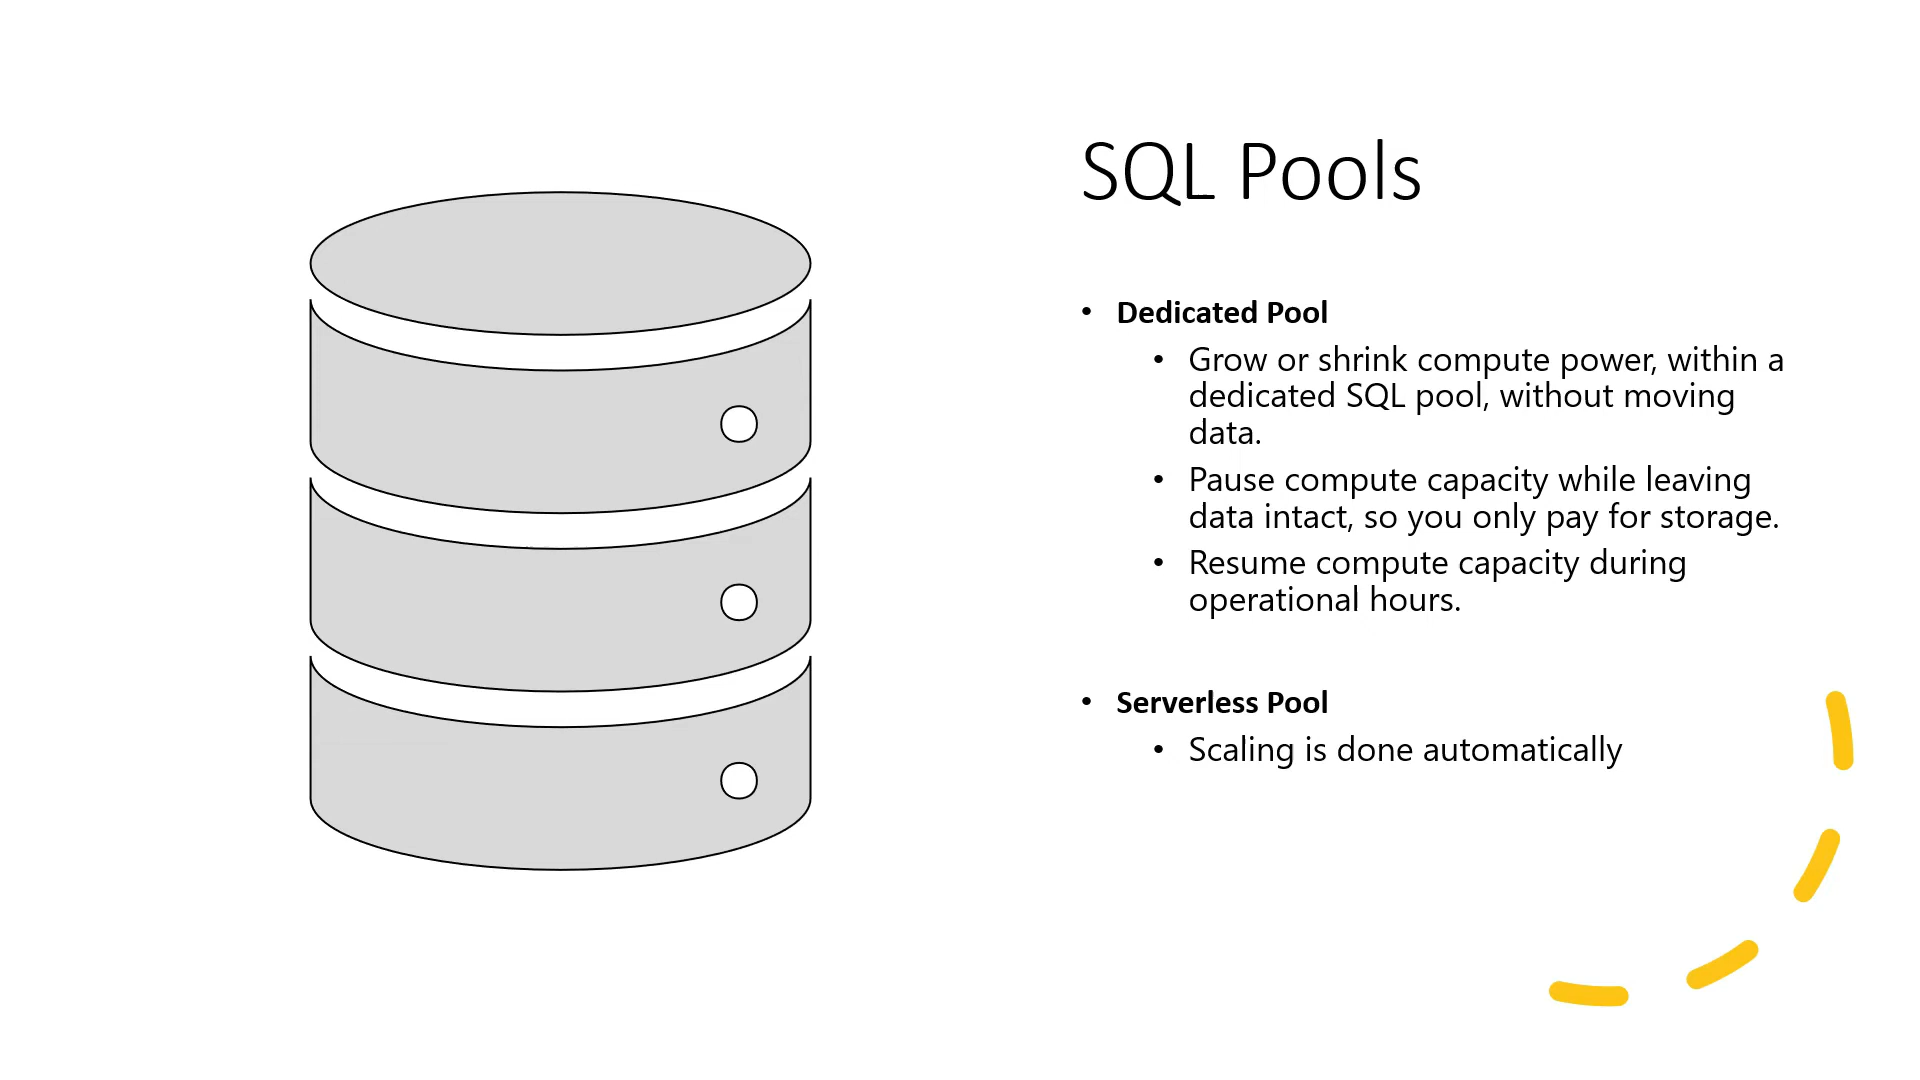 SQL Pools
• Dedicated Pool
• Grow or shrink compute power, within a
dedicated SQL pool, without moving
data.
• Pause compute capacity while leaving
data intact, so you only pay for storage.
• Resume compute capacity during
operational hours.
• Serverless Pool
• Scaling is done automatically